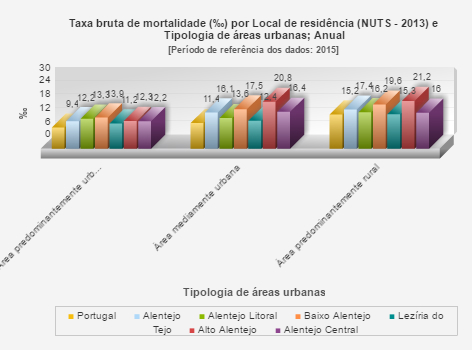 Taxa bruta de mortalidade (‰) por Local de residência (NUTS - 2013) e
Tipologia de áreas urbanas; Anual
[Período de referência dos dados: 2015]
‰
30
24
18
12
6
0
9,4 12,2 13,3 13,9 11,2 12,3 12,2
11,4 16,1 13,6 17,5 12,4 20,8 16,4
15,2 17,4 16,2 19,6 15,3 21,2 16
Área predominantemente urb...
Área mediamente urbana
Área predominantemente rural
Tipologia de áreas urbanas
Portugal Alentejo Alentejo Litoral Baixo Alentejo Lezíria do
Tejo Alto Alentejo Alentejo Central